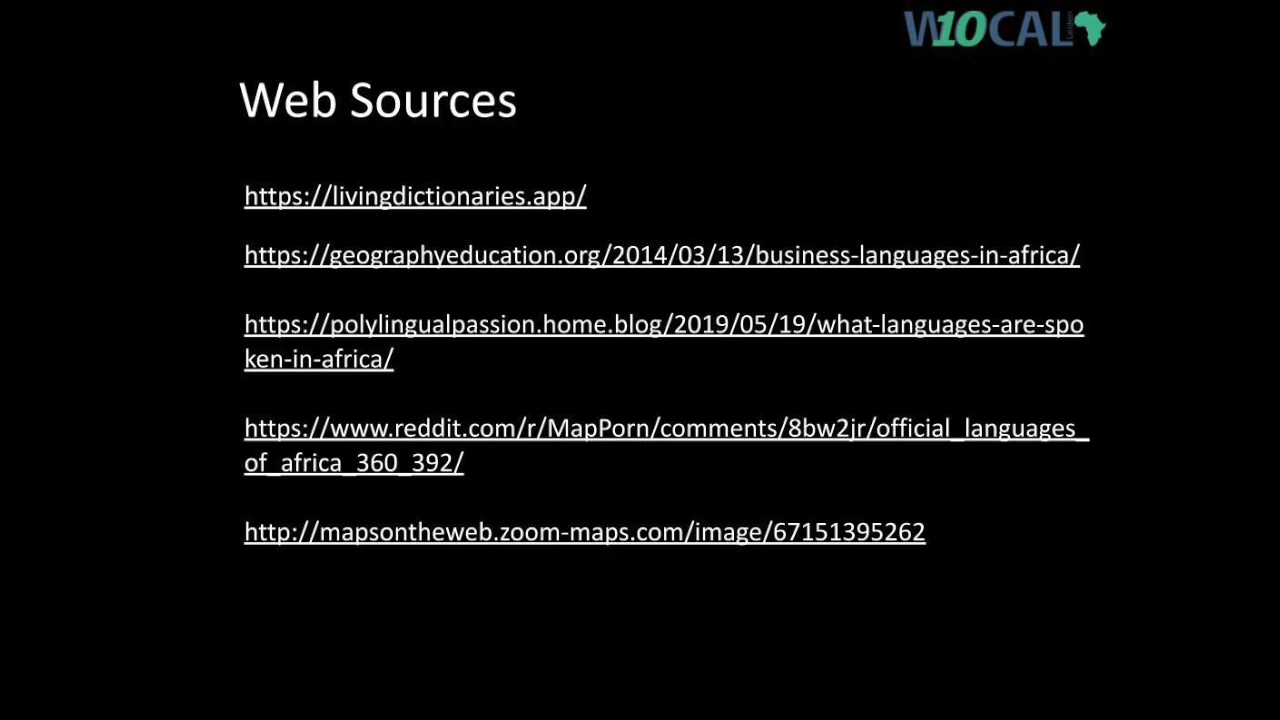 W10CAL
Leiden
Web Sources
https://livingdictionaries.app/
https://geographyeducation.org/2014/03/13/business-languages-in-africa/
https://polylingualpassion.home.blog/2019/05/19/what-languages-are-spo
ken-in-africa/
https://www.reddit.com/r/MapPorn/comments/8bw2jr/official_languages_
of_africa_360_392/
http://mapsontheweb.zoom-maps.com/image/67151395262